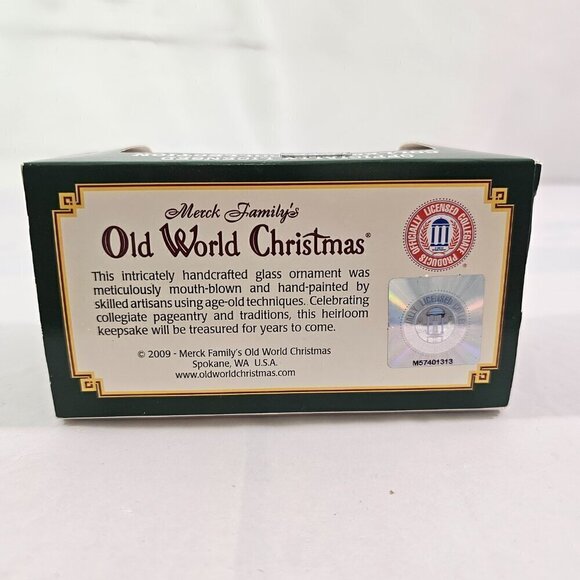 Merck Family's
Old World Christmas®
This intricately handcrafted glass ornament was
meticulously mouth-blown and hand-painted by
skilled artisans using age-old techniques. Celebrating
collegiate pageantry and traditions, this heirloom
keepsake will be treasured for years to come.
© 2009 - Merck Family's Old World Christmas
Spokane, WA U.S.A.
www.oldworldchristmas.com
OFFICIALLY LICENSED COLLEGIATE PRODUCTS
®
OFFICIALLY LICENSED
M57401313